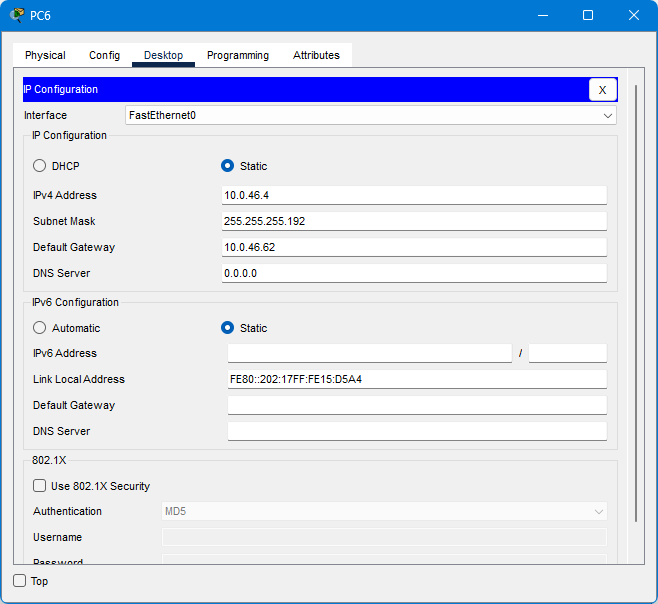 PC6
Physical Config Desktop Programming Attributes
IP Configuration X
Interface FastEthernet0
IP Configuration
DHCP Static
IPv4 Address 10.0.46.4
Subnet Mask 255.255.255.192
Default Gateway 10.0.46.62
DNS Server 0.0.0.0
IPv6 Configuration
Automatic Static
IPv6 Address /
Link Local Address FE80::202:17FF:FE15:D5A4
Default Gateway
DNS Server
802.1X
Use 802.1X Security
Authentication MD5
Username
Password
Top